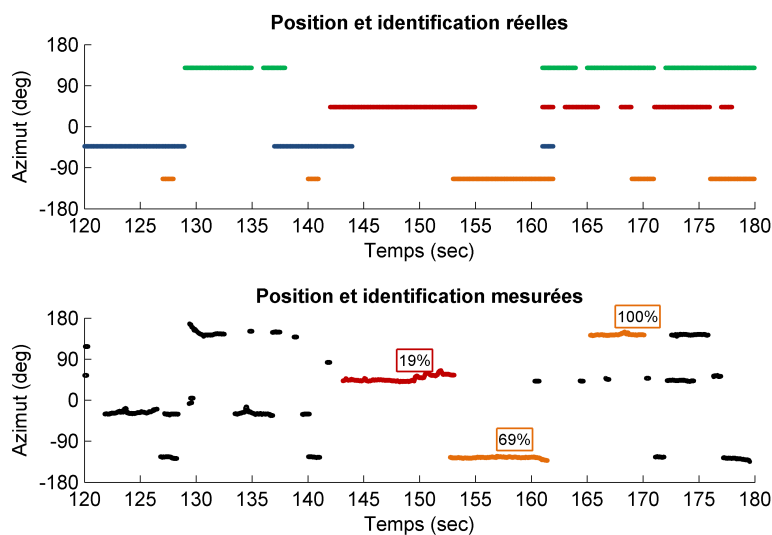 Position et identification réelles
180
90
0
-90
-180
Azimut (deg)
120 125 130 135 140 145 150 155 160 165 170 175 180
Temps (sec)
Position et identification mesurées
180
90
0
-90
-180
Azimut (deg)
100%
19%
69%
120 125 130 135 140 145 150 155 160 165 170 175 180
Temps (sec)